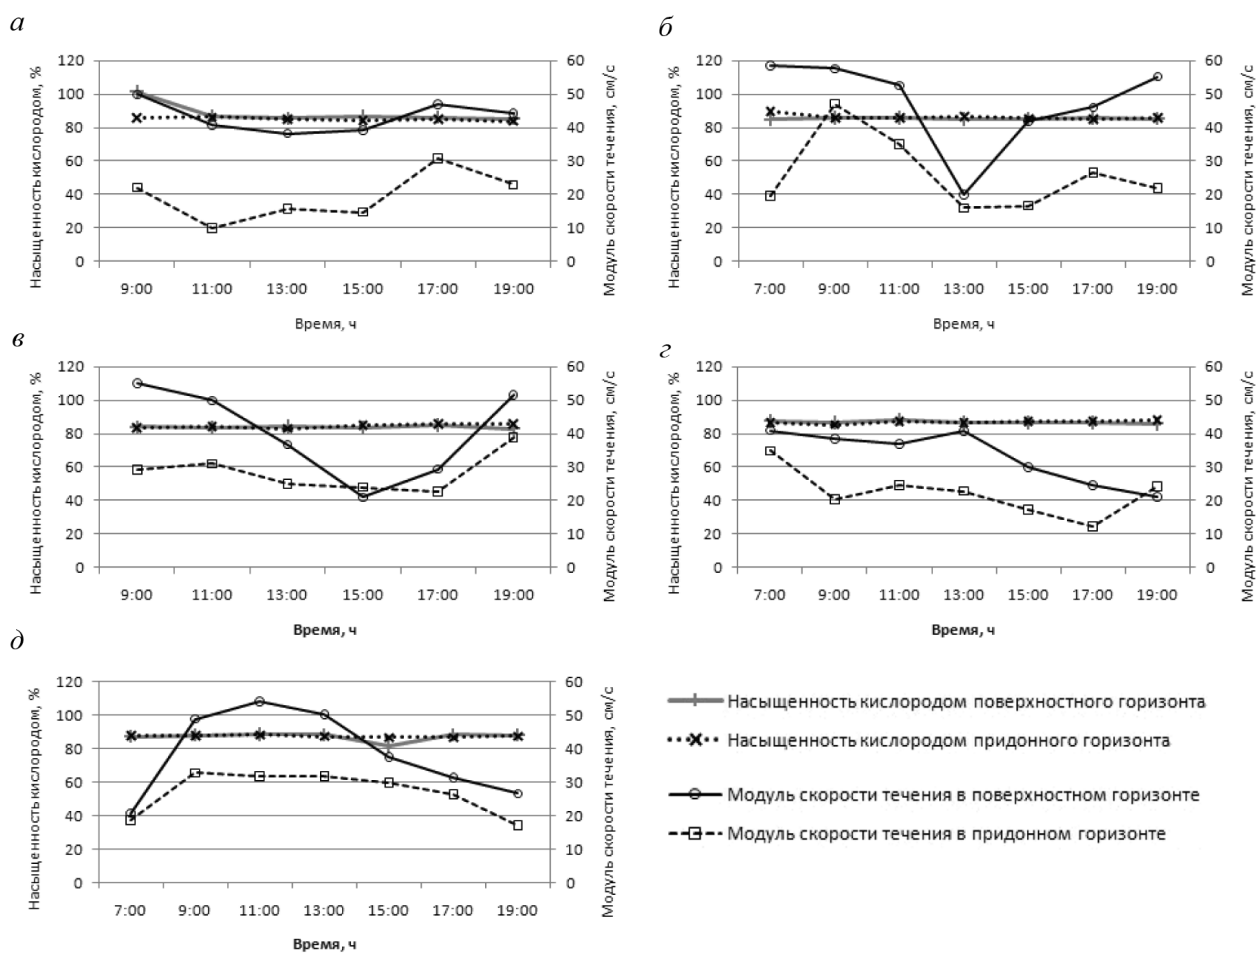 а
Насыщенность кислородом, %
120
100
80
60
40
20
0
60
50
40
30
20
10
0
Модуль скорости течения, см/с
9:00 11:00 13:00 15:00 17:00 19:00
Время, ч
б
Насыщенность кислородом, %
120
100
80
60
40
20
0
60
50
40
30
20
10
0
Модуль скорости течения, см/с
7:00 9:00 11:00 13:00 15:00 17:00 19:00
Время, ч
в
Насыщенность кислородом, %
120
100
80
60
40
20
0
60
50
40
30
20
10
0
Модуль скорости течения, см/с
9:00 11:00 13:00 15:00 17:00 19:00
Время, ч
г
Насыщенность кислородом, %
120
100
80
60
40
20
0
60
50
40
30
20
10
0
Модуль скорости течения, см/с
7:00 9:00 11:00 13:00 15:00 17:00 19:00
Время, ч
д
Насыщенность кислородом, %
120
100
80
60
40
20
0
60
50
40
30
20
10
0
Модуль скорости течения, см/с
7:00 9:00 11:00 13:00 15:00 17:00 19:00
Время, ч
Насыщенность кислородом поверхностного горизонта
Насыщенность кислородом придонного горизонта
Модуль скорости течения в поверхностном горизонте
Модуль скорости течения в придонном горизонте